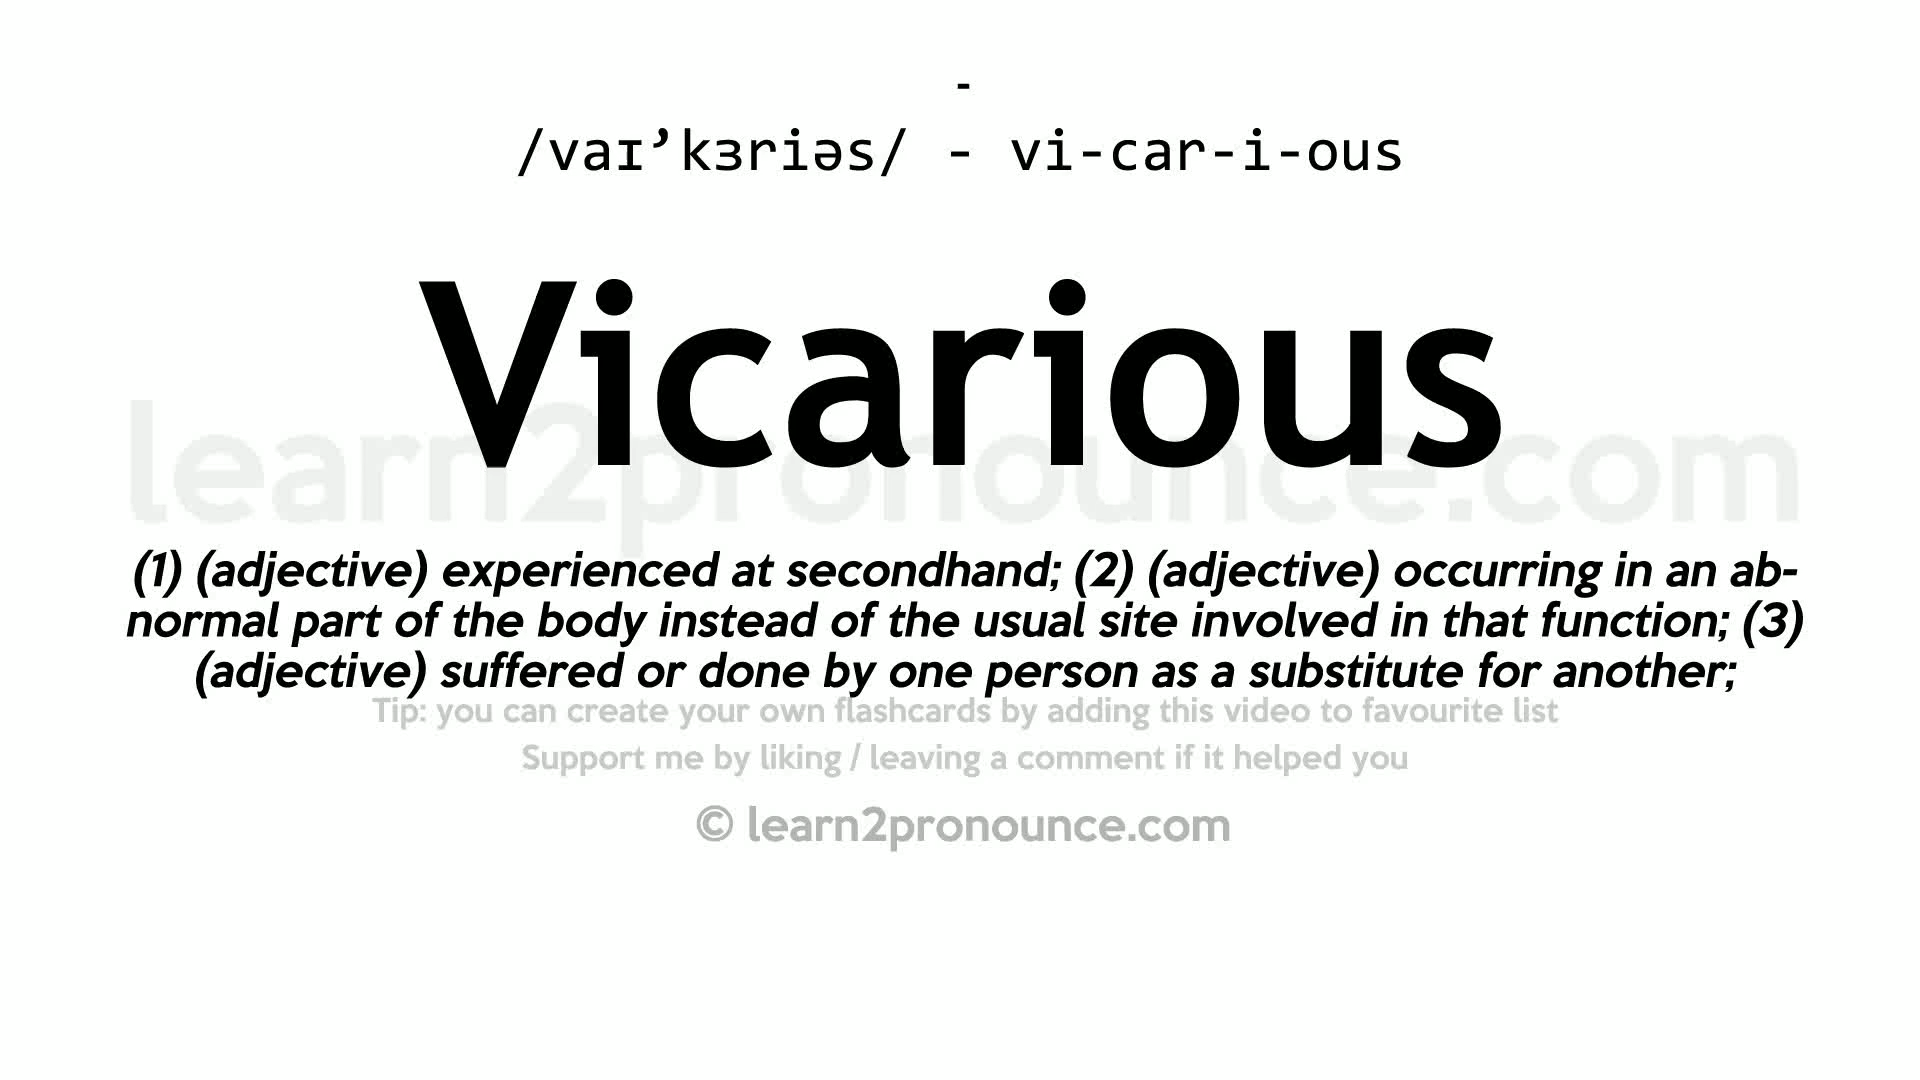 -
/vaɪ’kɜriəs/ - vi-car-i-ous
Vicarious
learn2pronounce.com
(1) (adjective) experienced at secondhand; (2) (adjective) occurring in an ab-
normal part of the body instead of the usual site involved in that function; (3)
(adjective) suffered or done by one person as a substitute for another;
Tip: you can create your own flashcards by adding this video to favourite list
Support me by liking / leaving a comment if it helped you
© learn2pronounce.com